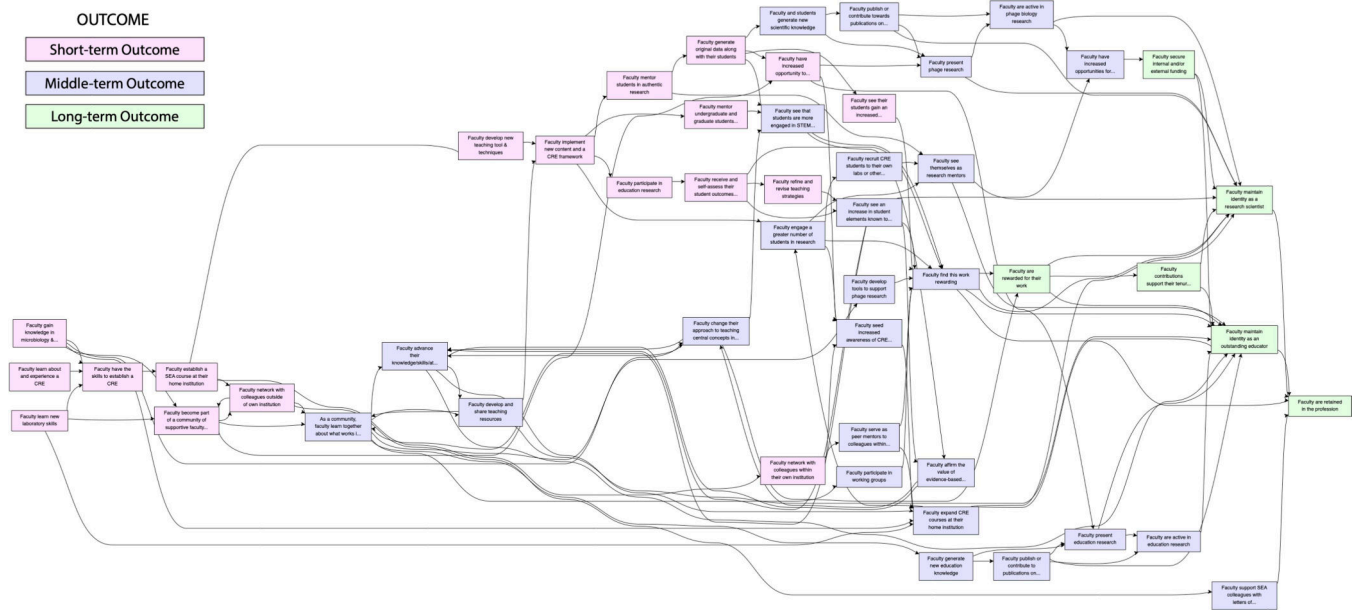 OUTCOME
Short-term Outcome
Middle-term Outcome
Long-term Outcome
Faculty and students
generate new
scientific knowledge
Faculty publish or
contribute towards
publications on...
Faculty are active in
phage biology
research
Faculty generate
original data along
with their students
Faculty have
increased
opportunity to...
Faculty present
phage research
Faculty have
increased
opportunities for...
Faculty secure
internal and/or
external funding
Faculty mentor
students in authentic
research
Faculty mentor
undergraduate and
graduate students...
Faculty see that
students are more
engaged in STEM...
Faculty see their
students gain an
increased...
Faculty develop new
teaching tool &
techniques
Faculty implement
new content and a
CRE framework
Faculty recruit CRE
students to their own
labs or other...
Faculty see
themselves as
research mentors
Faculty participate in
education research
Faculty receive and
self-assess their
student outcomes...
Faculty refine and
revise teaching
strategies
Faculty see an
increase in student
elements known to...
Faculty maintain
identity as a
research scientist
Faculty engage a
greater number of
students in research
Faculty find this work
rewarding
Faculty are
rewarded for their
work
Faculty
contributions
support their tenur...
Faculty develop
tools to support
phage research
Faculty gain
knowledge in
microbiology &...
Faculty change their
approach to teaching
central concepts in...
Faculty seed
increased
awareness of CRE...
Faculty maintain
identity as an
outstanding educator
Faculty advance
their
knowledge/skills/at...
Faculty learn about
and experience a
CRE
Faculty have the
skills to establish a
CRE
Faculty establish a
SEA course at their
home institution
Faculty network with
colleagues outside
of own institution
Faculty develop and
share teaching
resources
Faculty are retained
in the profession
Faculty learn new
laboratory skills
Faculty become part
of a community of
supportive faculty...
As a community,
faculty learn together
about what works i...
Faculty serve as
peer mentors to
colleagues within...
Faculty network with
colleagues within
their own institution
Faculty participate in
working groups
Faculty affirm the
value of
evidence-based...
Faculty expand CRE
courses at their
home institution
Faculty present
education research
Faculty are active in
education research
Faculty generate
new education
knowledge
Faculty publish or
contribute to
publications on...
Faculty support SEA
colleagues with
letters of...